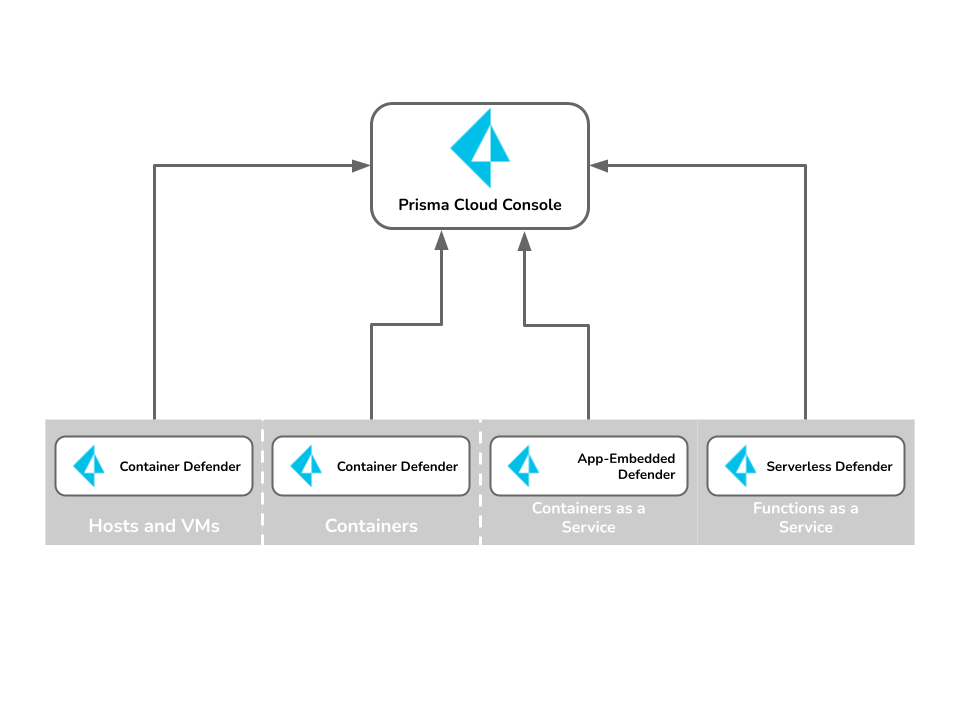 Prisma Cloud Console
Container Defender
Container Defender
App-Embedded
Defender
Serverless Defender
Hosts and VMs
Containers
Containers as a
Service
Functions as a
Service